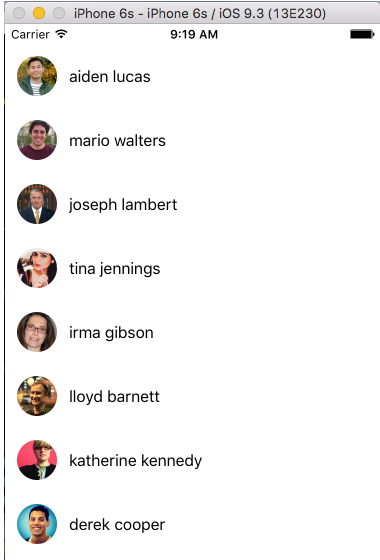 iPhone 6s - iPhone 6s / iOS 9.3 (13E230)
Carrier 9:19 AM
aiden lucas
mario walters
joseph lambert
tina jennings
irma gibson
lloyd barnett
katherine kennedy
derek cooper